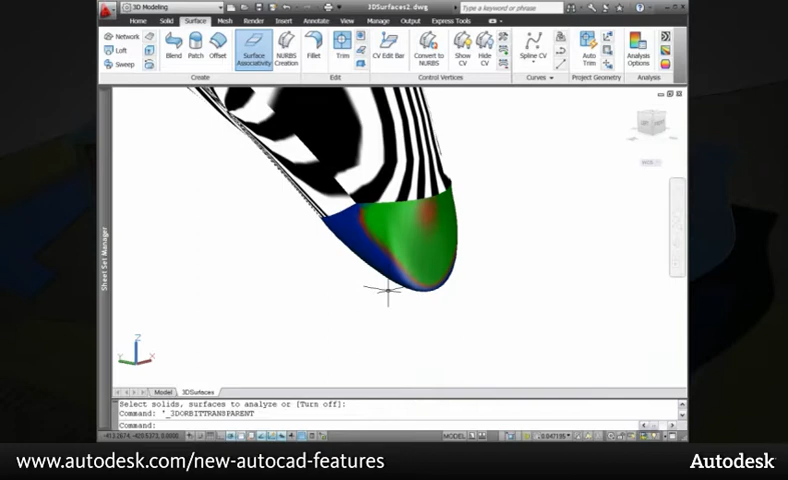 3D Modeling
3DSurfaces2.dwg
Type a keyword or phrase
Home Solid Surface Mesh Render Insert Annotate View Manage Output Express Tools
Network
Loft
Sweep
Blend Patch Offset
Surface Associativity
NURBS Creation
Fillet
Trim
CV Edit Bar
Convert to NURBS
Show CV
Hide CV
Spline CV
Auto Trim
Analysis Options
Create Edit Control Vertices Curves Project Geometry Analysis
Sheet Set Manager
Z
Y
X
Model 3DSurfaces
Select solids, surfaces to analyze or [Turn off]:
Command: '_3DORBITTRANSPARENT
Command:
MODEL
www.autodesk.com/new-autocad-features
Autodesk